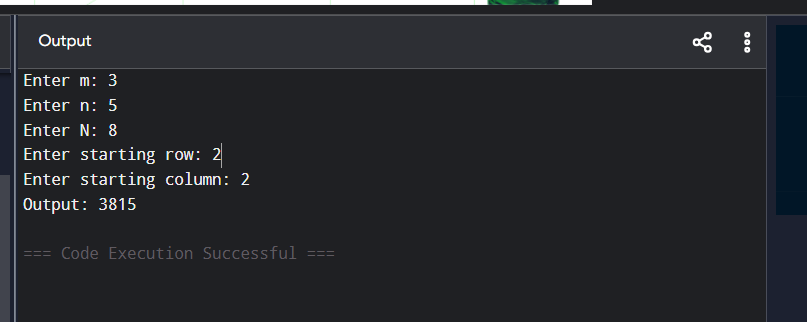 Output
Enter m: 3
Enter n: 5
Enter N: 8
Enter starting row: 2
Enter starting column: 2
Output: 3815
=== Code Execution Successful ===